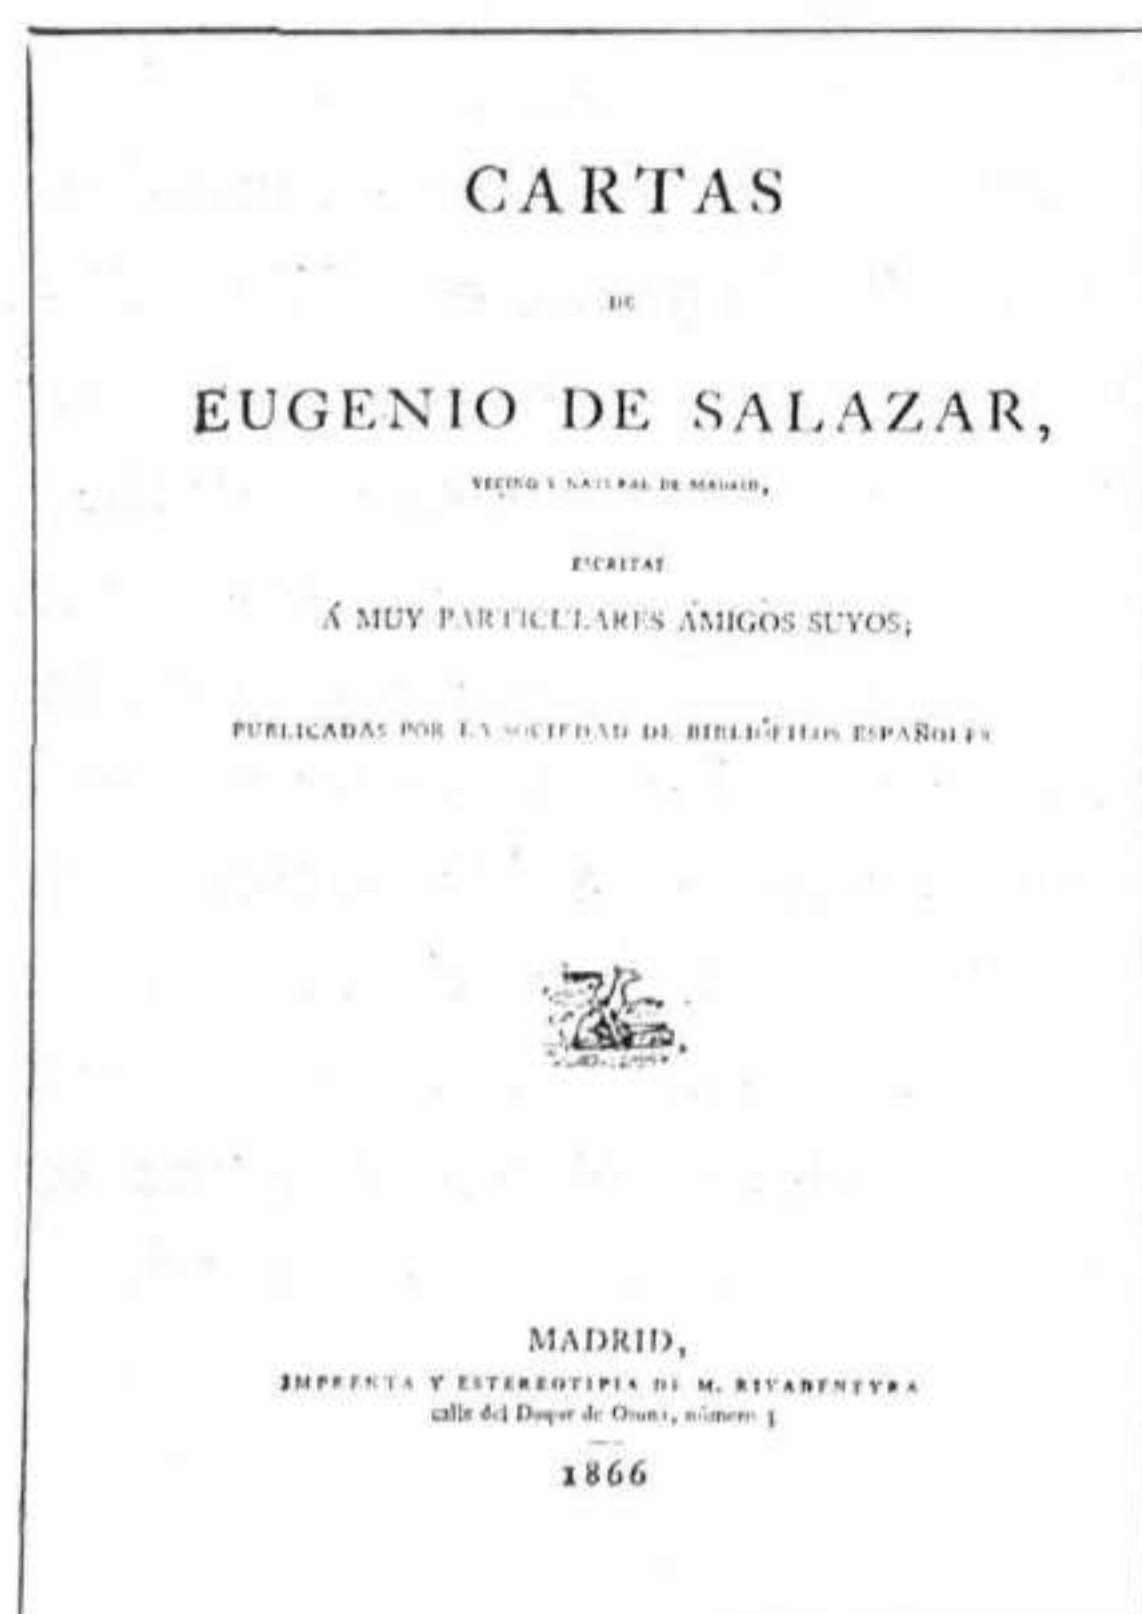 CARTAS
DE
EUGENIO DE SALAZAR,
VECINO Y NATURAL DE MADRID,
ESCRITAS
Á MUY PARTICULARES AMIGOS SUYOS;
PUBLICADAS POR LA SOCIEDAD DE BIBLIÓFILOS ESPAÑOLES
MADRID,
IMPRENTA Y ESTEREOTIPIA DE M. RIVADENEYRA
calle del Duque de Osuna, número 3
1866